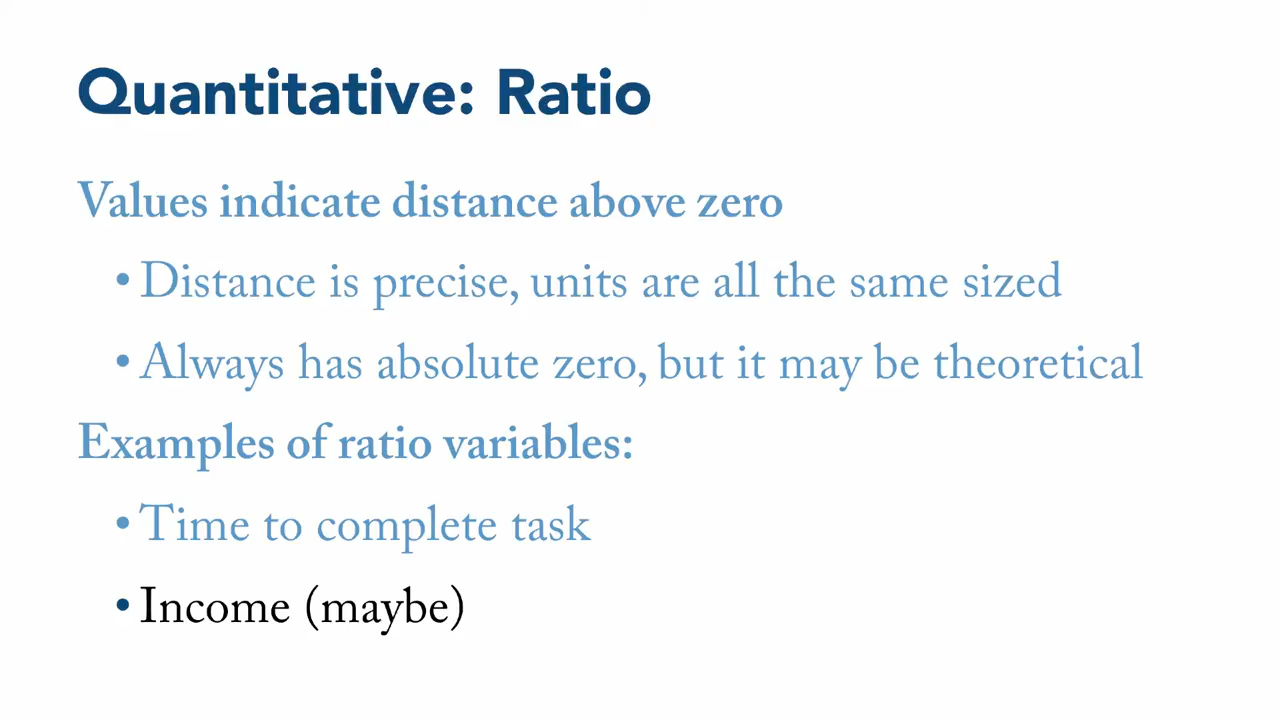 Quantitative: Ratio
Values indicate distance above zero
• Distance is precise, units are all the same sized
• Always has absolute zero, but it may be theoretical
Examples of ratio variables:
• Time to complete task
• Income (maybe)